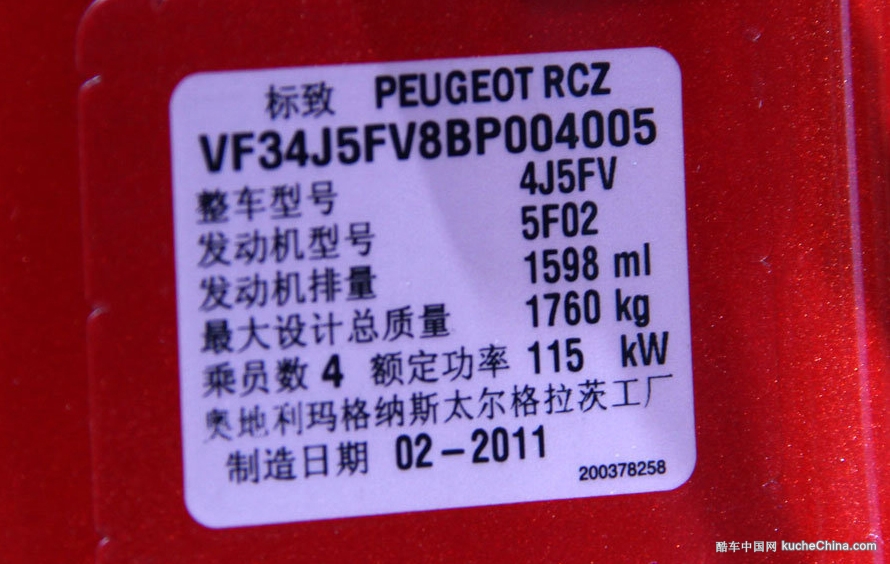 标致 PEUGEOT RCZ
VF34J5FV8BP004005
整车型号 4J5FV
发动机型号 5F02
发动机排量 1598 ml
最大设计总质量 1760 kg
乘员数 4 额定功率 115 kW
奥地利玛格纳斯太尔格拉茨工厂
制造日期 02-2011
200378258
酷车中国网 kucheChina.com